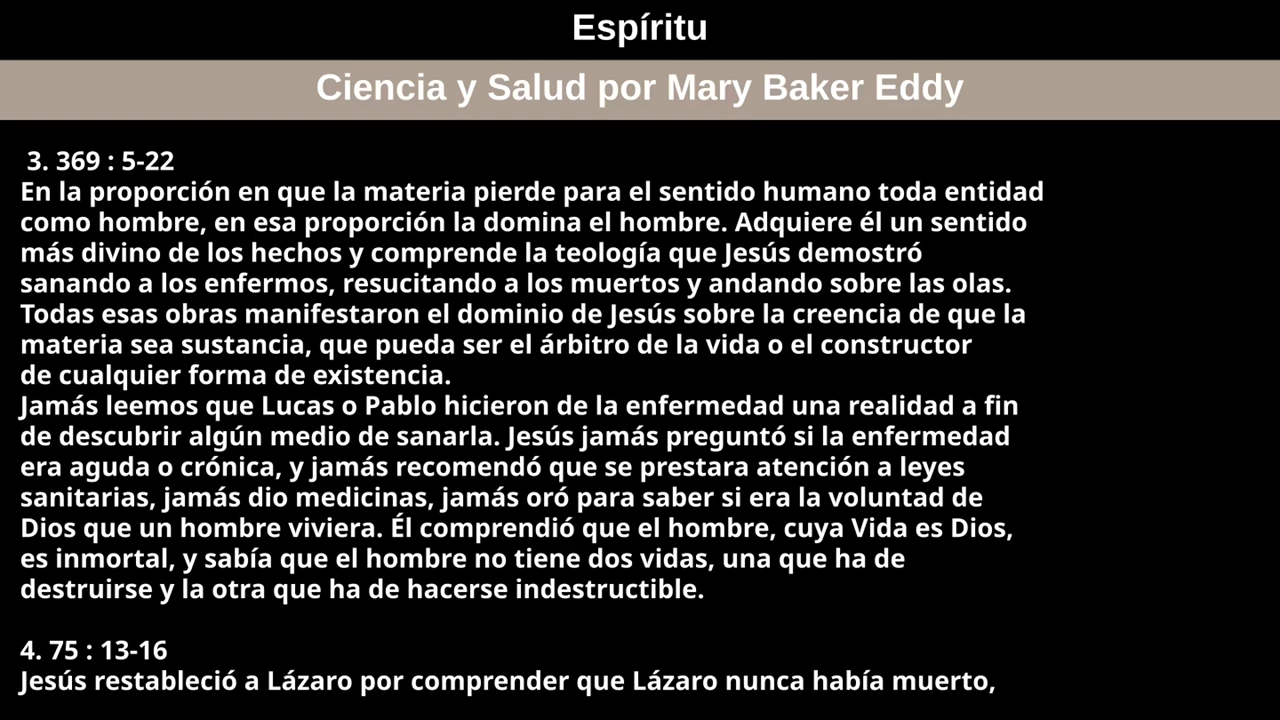 Espíritu
Ciencia y Salud por Mary Baker Eddy
3. 369 : 5-22
En la proporción en que la materia pierde para el sentido humano toda entidad
como hombre, en esa proporción la domina el hombre. Adquiere él un sentido
más divino de los hechos y comprende la teología que Jesús demostró
sanando a los enfermos, resucitando a los muertos y andando sobre las olas.
Todas esas obras manifestaron el dominio de Jesús sobre la creencia de que la
materia sea sustancia, que pueda ser el árbitro de la vida o el constructor
de cualquier forma de existencia.
Jamás leemos que Lucas o Pablo hicieron de la enfermedad una realidad a fin
de descubrir algún medio de sanarla. Jesús jamás preguntó si la enfermedad
era aguda o crónica, y jamás recomendó que se prestara atención a leyes
sanitarias, jamás dio medicinas, jamás oró para saber si era la voluntad de
Dios que un hombre viviera. Él comprendió que el hombre, cuya Vida es Dios,
es inmortal, y sabía que el hombre no tiene dos vidas, una que ha de
destruirse y la otra que ha de hacerse indestructible.
4. 75 : 13-16
Jesús restableció a Lázaro por comprender que Lázaro nunca había muerto,